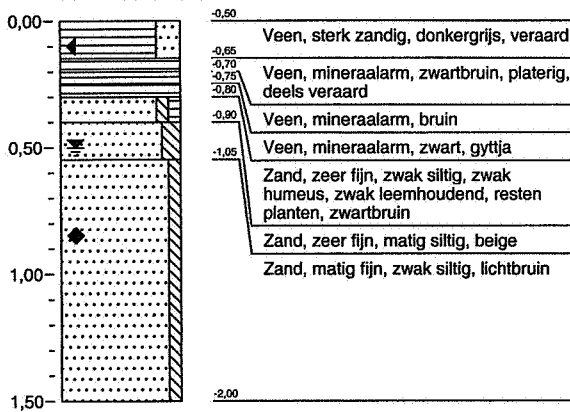 0,00
-0,50
Veen, sterk zandig, donkergrijs, veraard
-0,65
-0,70
Veen, mineraalarm, zwartbruin, platerig,
deels veraard
-0,75
-0,80
Veen, mineraalarm, bruin
-0,90
Veen, mineraalarm, zwart, gyttja
0,50
-1,05
Zand, zeer fijn, zwak siltig, zwak
humeus, zwak leemhoudend, resten
planten, zwartbruin
Zand, zeer fijn, matig siltig, beige
1,00
Zand, matig fijn, zwak siltig, lichtbruin
1,50
-2,00